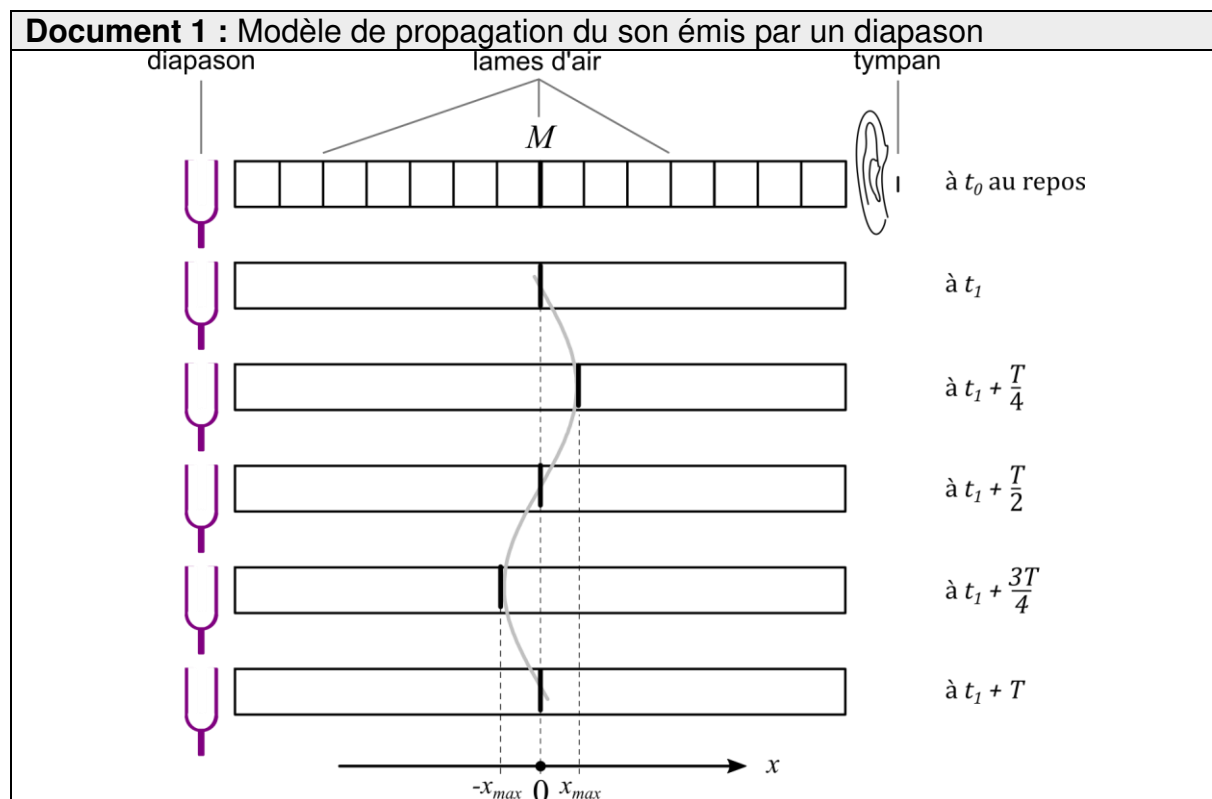 Document 1 : Modèle de propagation du son émis par un diapason
diapason lames d'air tympan
M
à t0 au repos
à t1
à t1 + T/4
à t1 + T/2
à t1 + 3T/4
à t1 + T
x
-xmax 0 xmax